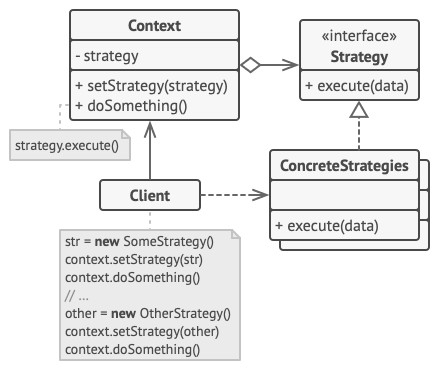 Context
- strategy
+ setStrategy(strategy)
+ doSomething()
«interface»
Strategy
+ execute(data)
strategy.execute()
Client
ConcreteStrategies
+ execute(data)
str = new SomeStrategy()
context.setStrategy(str)
context.doSomething()
// ...
other = new OtherStrategy()
context.setStrategy(other)
context.doSomething()